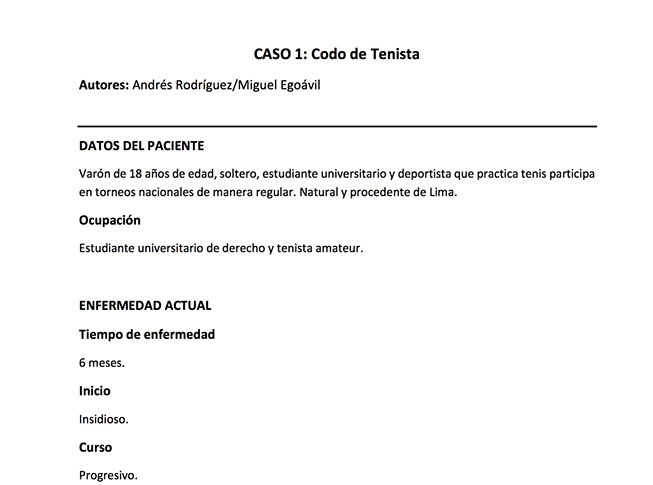 CASO 1: Codo de Tenista
Autores: Andrés Rodríguez/Miguel Egoávil
DATOS DEL PACIENTE
Varón de 18 años de edad, soltero, estudiante universitario y deportista que practica tenis participa
en torneos nacionales de manera regular. Natural y procedente de Lima.
Ocupación
Estudiante universitario de derecho y tenista amateur.
ENFERMEDAD ACTUAL
Tiempo de enfermedad
6 meses.
Inicio
Insidioso.
Curso
Progresivo.